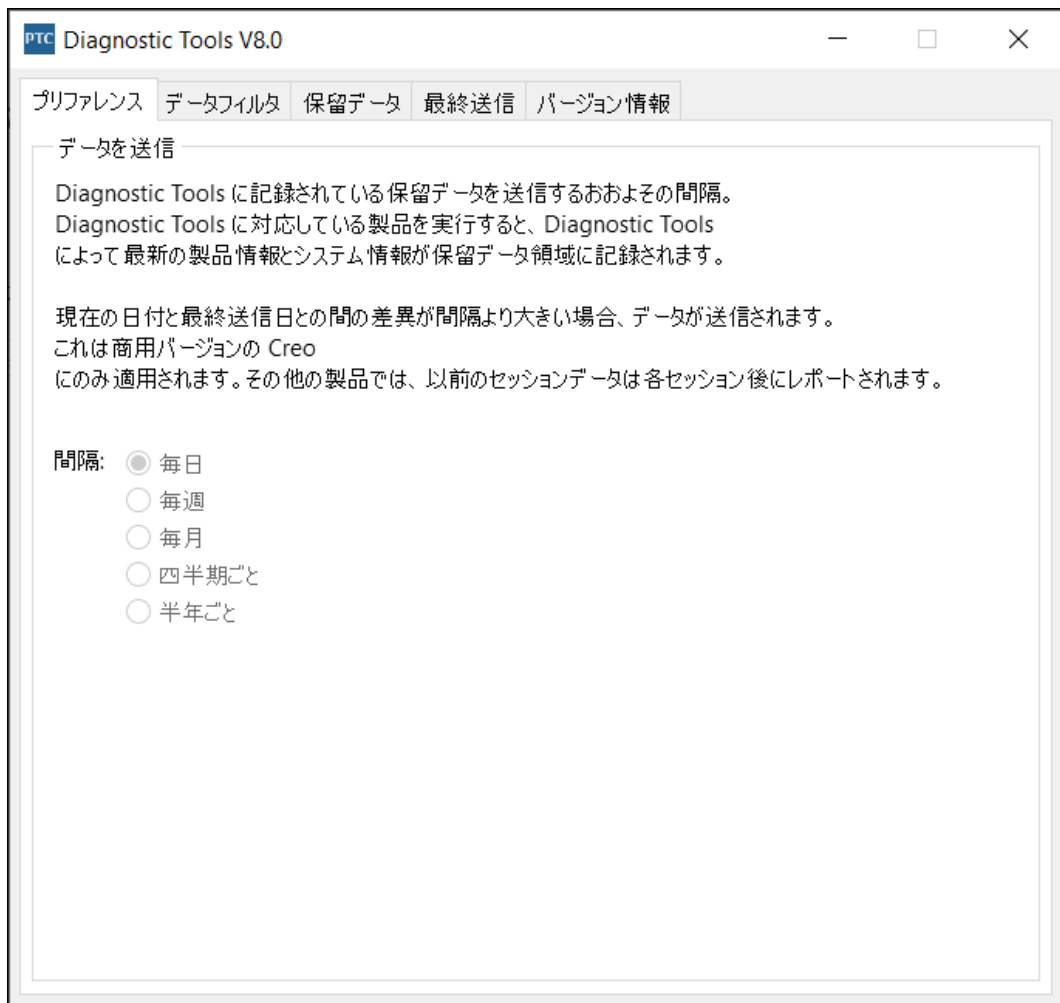 PTC Diagnostic Tools V8.0
プリファレンス データフィルタ 保留データ 最終送信 バージョン情報
データを送信
Diagnostic Tools に記録されている保留データを送信するおおよその間隔。
Diagnostic Tools に対応している製品を実行すると、Diagnostic Tools
によって最新の製品情報とシステム情報が保留データ領域に記録されます。
現在の日付と最終送信日との間の差異が間隔より大きい場合、データが送信されます。
これは商用バージョンの Creo
にのみ適用されます。その他の製品では、以前のセッションデータは各セッション後にレポートされます。
間隔: 毎日
毎週
毎月
四半期ごと
半年ごと